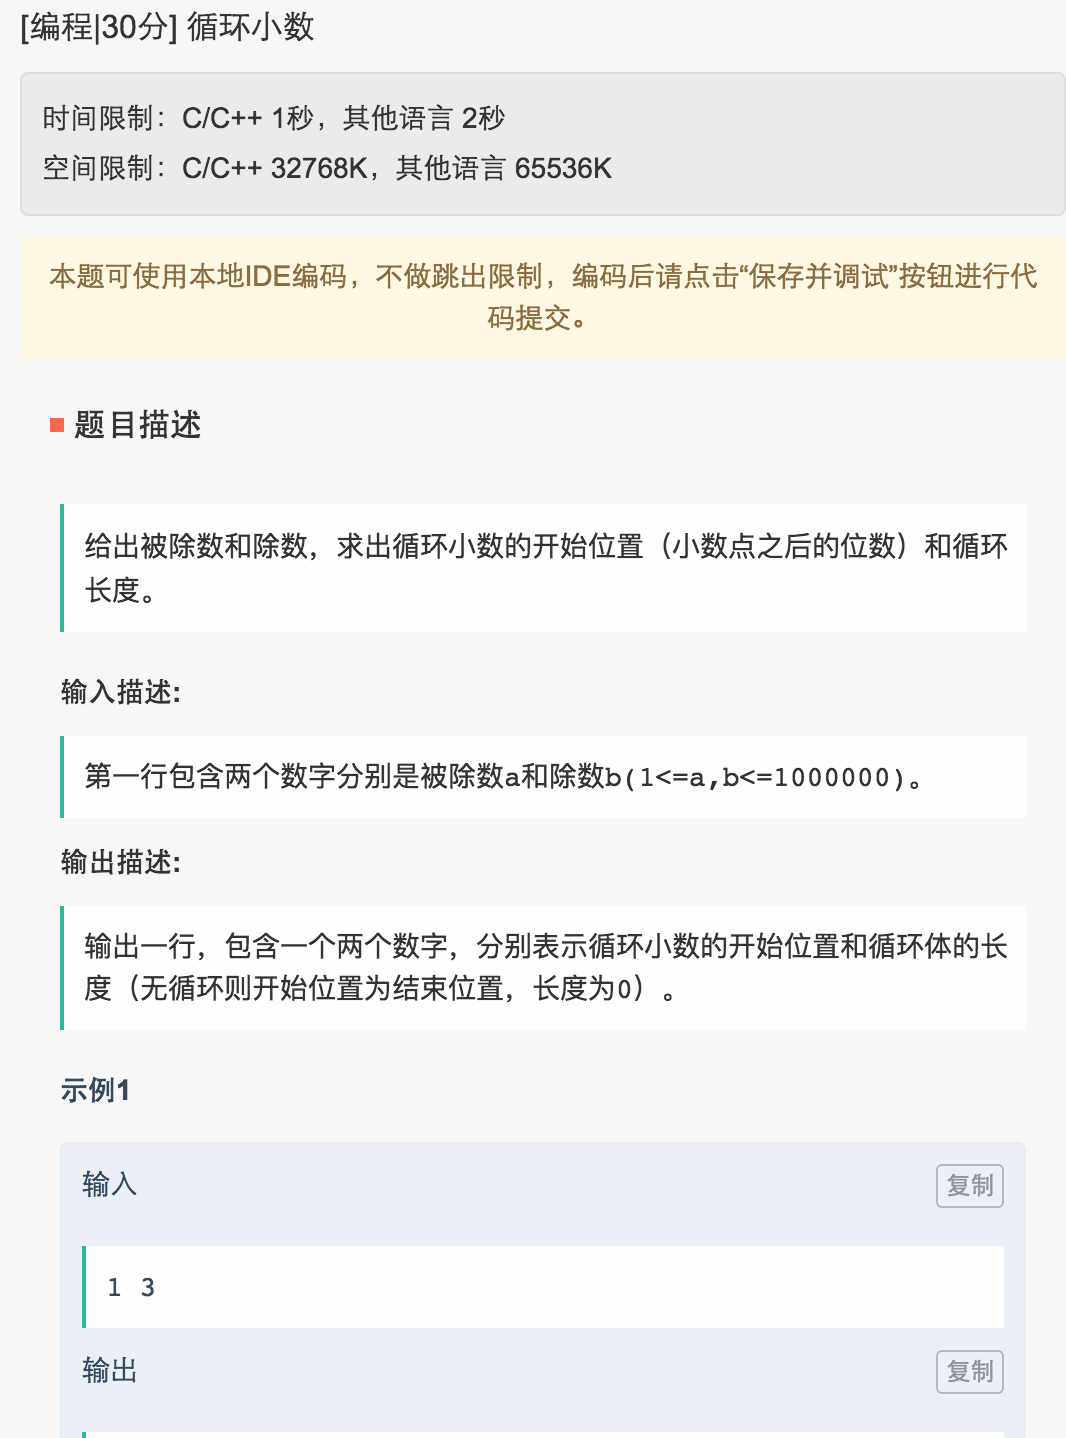 [编程|30分] 循环小数
时间限制：C/C++ 1秒，其他语言 2秒
空间限制：C/C++ 32768K，其他语言 65536K
本题可使用本地IDE编码，不做跳出限制，编码后请点击“保存并调试”按钮进行代
码提交。
题目描述
给出被除数和除数，求出循环小数的开始位置（小数点之后的位数）和循环
长度。
输入描述:
第一行包含两个数字分别是被除数a和除数b(1<=a,b<=1000000)。
输出描述:
输出一行，包含一个两个数字，分别表示循环小数的开始位置和循环体的长
度（无循环则开始位置为结束位置，长度为0）。
示例1
输入
复制
1 3
输出
复制